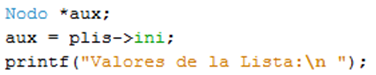 Nodo *aux;
aux = plis->ini;
printf("Valores de la Lista:\n ");